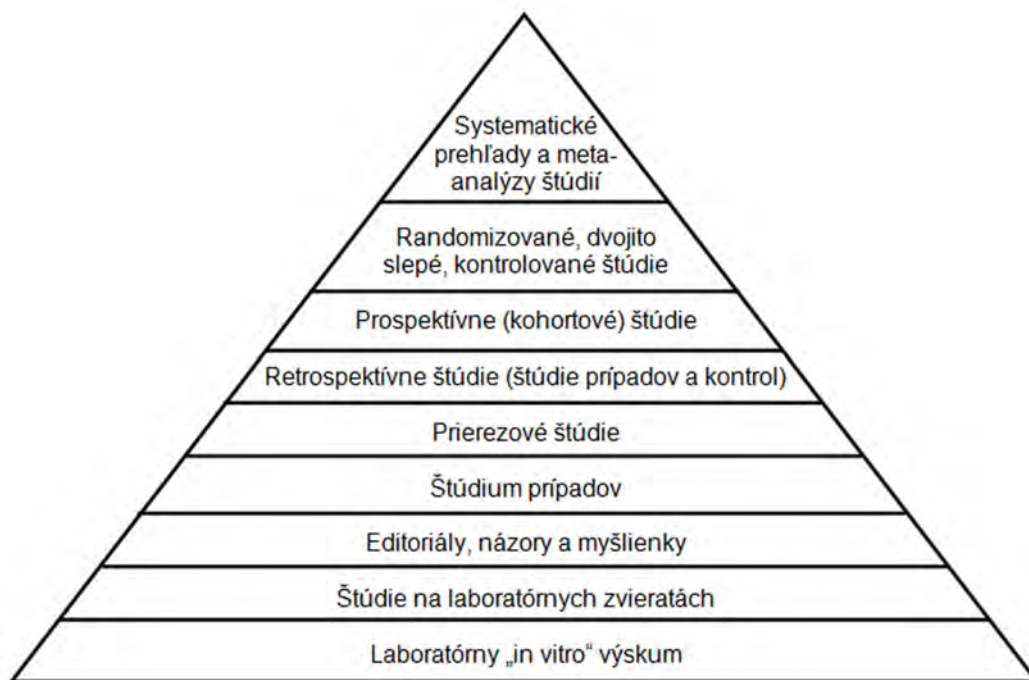 Systematické
prehľady a meta-
analýzy štúdií
Randomizované, dvojito
slepé, kontrolované štúdie
Prospektívne (kohortové) štúdie
Retrospektívne štúdie (štúdie prípadov a kontrol)
Prierezové štúdie
Štúdium prípadov
Editoriály, názory a myšlienky
Štúdie na laboratórnych zvieratách
Laboratórny „in vitro“ výskum